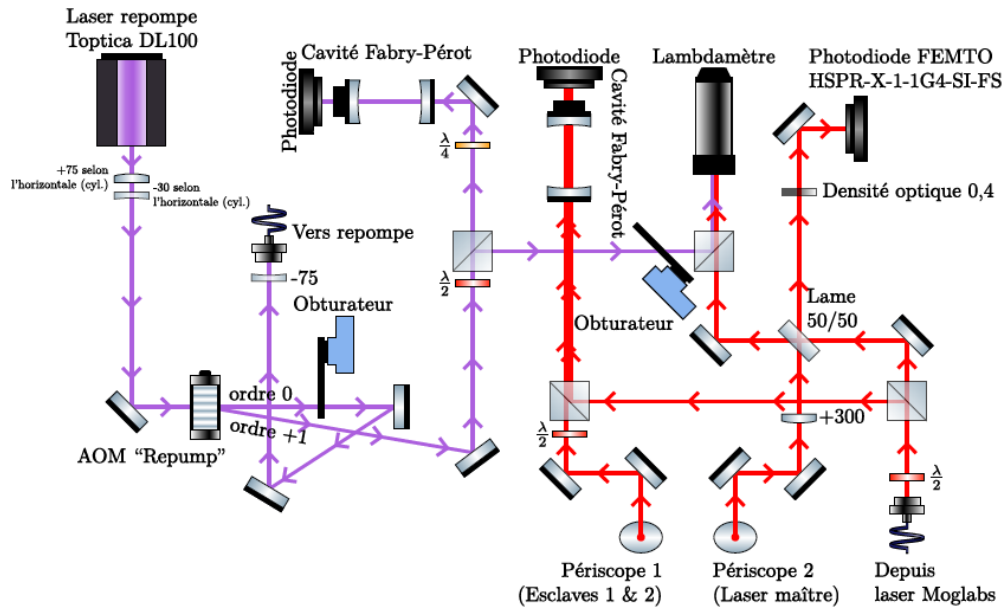 Laser repompe
Toptica DL100
Cavité Fabry-Pérot
Photodiode
Photodiode
Cavité Fabry-Pérot
Lambdamètre
Photodiode FEMTO
HSPR-X-1-1G4-SI-FS
λ/4
+75 selon
l'horizontale (cyl.)
-30 selon
l'horizontale (cyl.)
Densité optique 0,4
Vers repompe
-75
λ/2
Obturateur
Obturateur
Lame
50/50
ordre 0
ordre +1
+300
AOM “Repump”
λ/2
λ/2
Périscope 1
(Esclaves 1 & 2)
Périscope 2
(Laser maître)
Depuis
laser Moglabs